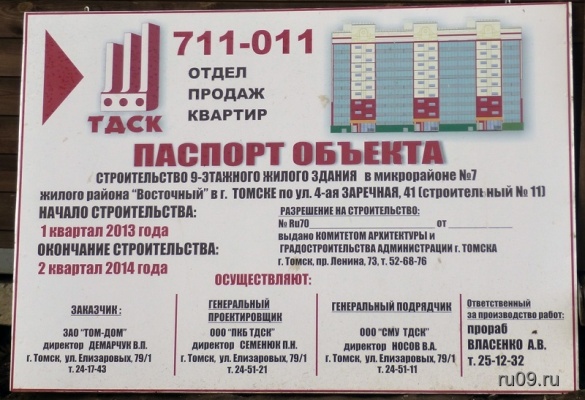 ТДСК
711-011
ОТДЕЛ
ПРОДАЖ
КВАРТИР
ПАСПОРТ ОБЪЕКТА
СТРОИТЕЛЬСТВО 9-ЭТАЖНОГО ЖИЛОГО ЗДАНИЯ в микрорайоне №7
жилого района "Восточный" в г. ТОМСКЕ по ул. 4-ая ЗАРЕЧНАЯ, 41 (строительный № 11)
НАЧАЛО СТРОИТЕЛЬСТВА:
1 квартал 2013 года
ОКОНЧАНИЕ СТРОИТЕЛЬСТВА:
2 квартал 2014 года
РАЗРЕШЕНИЕ НА СТРОИТЕЛЬСТВО:
№ Ru70____________ от ____________
выдано КОМИТЕТОМ АРХИТЕКТУРЫ и
ГРАДОСТРОИТЕЛЬСТВА АДМИНИСТРАЦИИ г. ТОМСКА
г. Томск, пр. Ленина, 73, т. 52-68-76
ОСУЩЕСТВЛЯЮТ:
ЗАКАЗЧИК :
ЗАО "ТОМ-ДОМ"
директор ДЕМАРЧУК В.П.
г. Томск, ул. Елизаровых, 79/1
т. 24-17-43
ГЕНЕРАЛЬНЫЙ
ПРОЕКТИРОВЩИК
ООО "ПКБ ТДСК"
директор СЕМЕНЮК П.Н.
г. Томск, ул. Елизаровых, 79/1
т. 24-51-21
ГЕНЕРАЛЬНЫЙ ПОДРЯДЧИК
ООО "СМУ ТДСК"
директор НОСОВ В.А.
г. Томск, ул. Елизаровых, 79/1
т. 24-51-11
Ответственный
за производство работ:
прораб
ВЛАСЕНКО А.В.
т. 25-12-32
ru09.ru